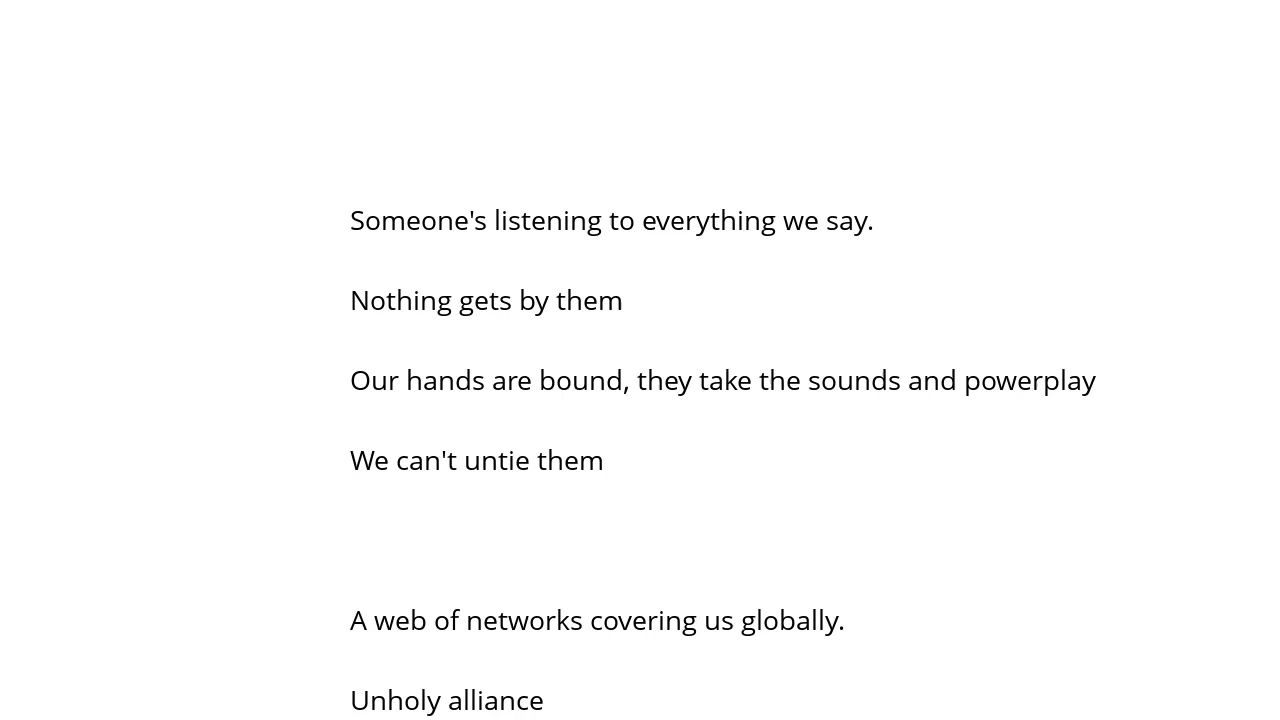 Someone's listening to everything we say.
Nothing gets by them
Our hands are bound, they take the sounds and powerplay
We can't untie them
A web of networks covering us globally.
Unholy alliance